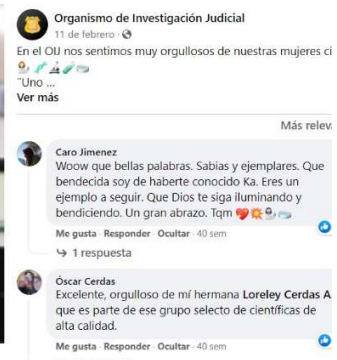 Organismo de Investigación Judicial
11 de febrero ·
En el OIJ nos sentimos muy orgullosos de nuestras mujeres ci
"Uno ...
Ver más
Más relev
Caro Jimenez
Woow que bellas palabras. Sabias y ejemplares. Que
bendecida soy de haberte conocido Ka. Eres un
ejemplo a seguir. Que Dios te siga iluminando y
bendiciendo. Un gran abrazo. Tqm ❤️💥👩‍🔬🧫
Me gusta · Responder · Ocultar · 40 sem
1 respuesta
Óscar Cerdas
Excelente, orgulloso de mí hermana Loreley Cerdas A
que es parte de ese grupo selecto de científicas de
alta calidad.
Me gusta · Responder · Ocultar · 40 sem